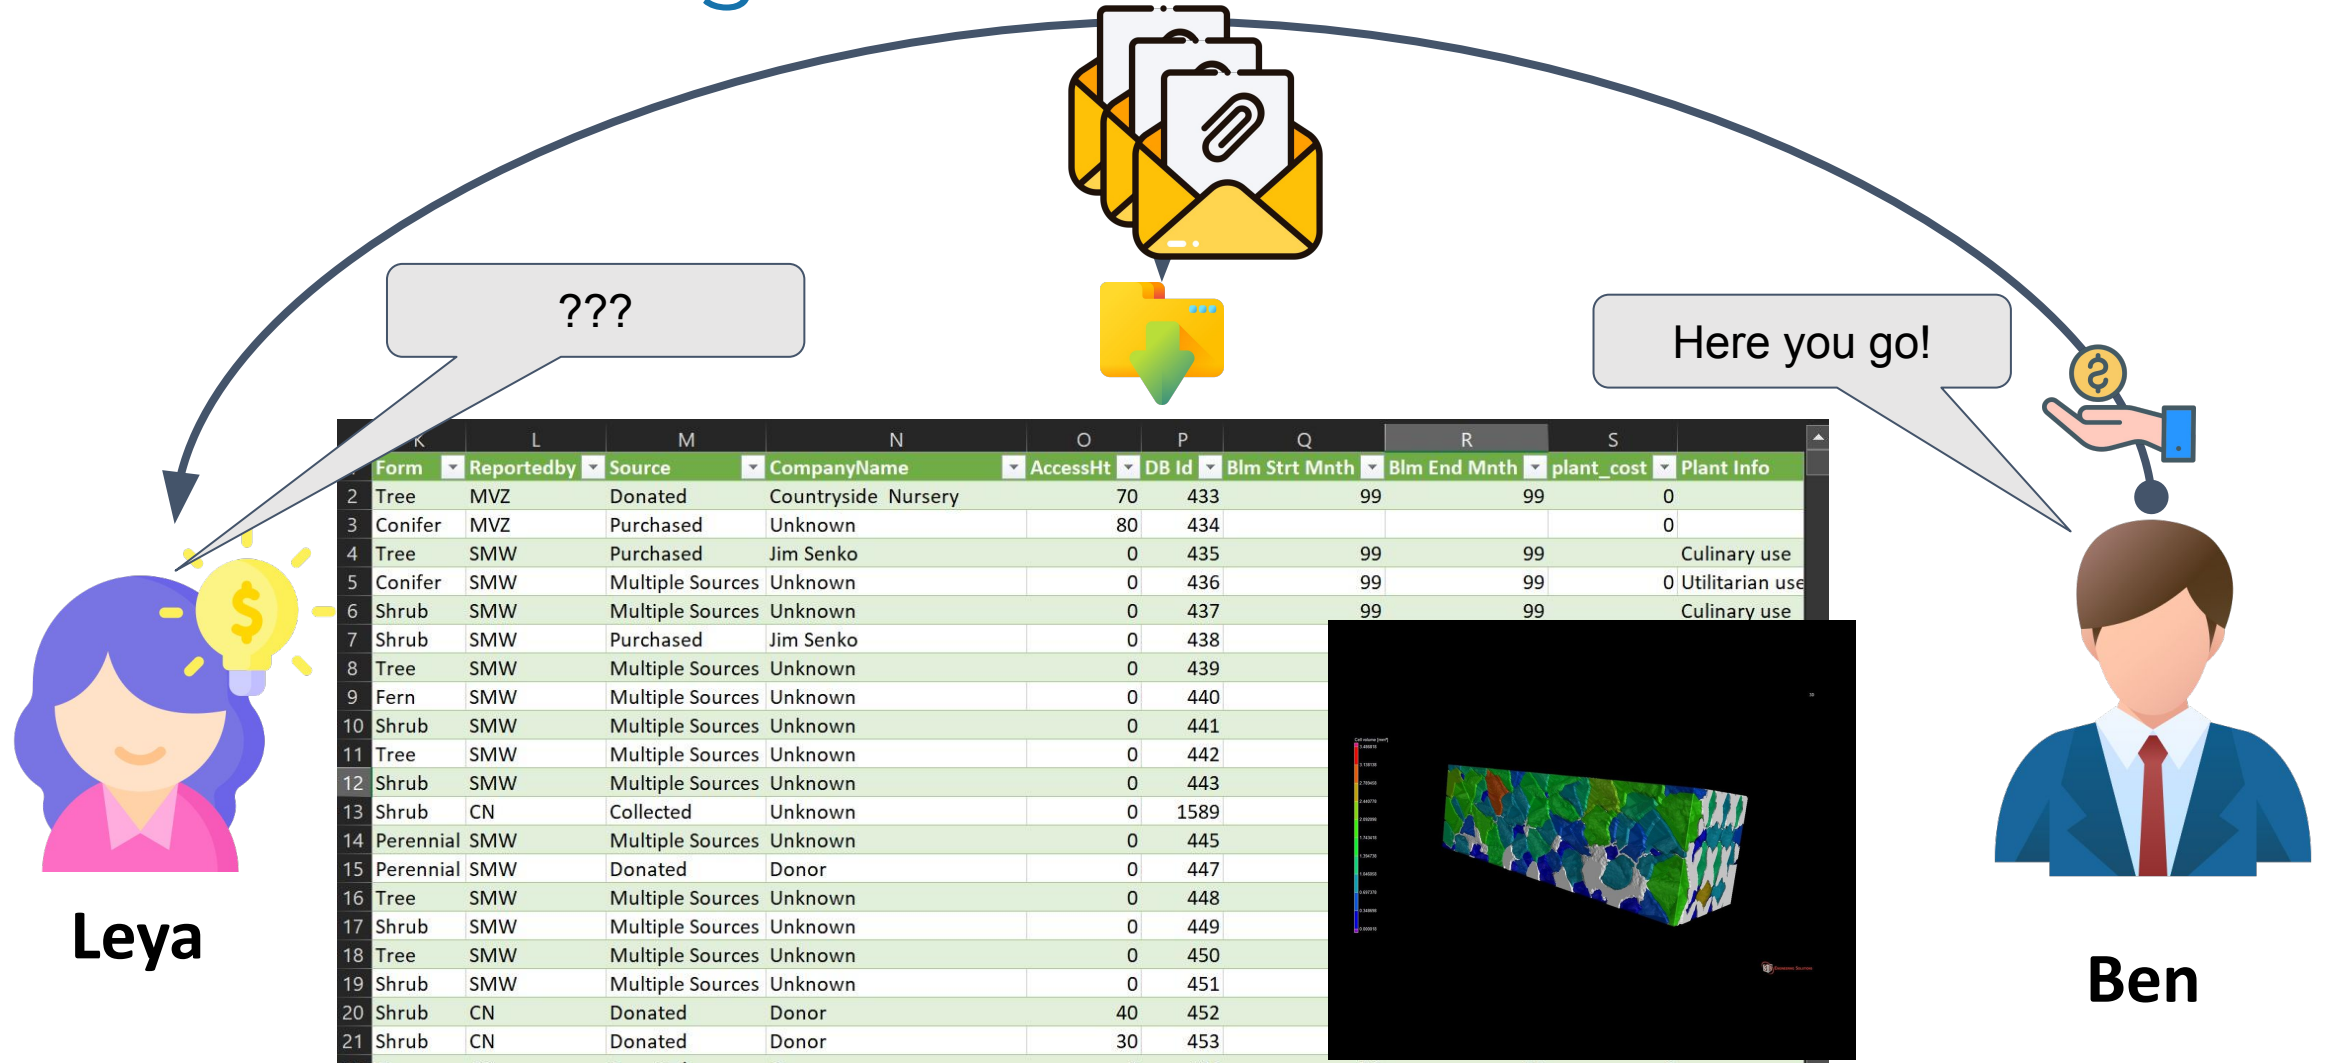 ???
Here you go!
K L M N O P Q R S
Form Reportedby Source CompanyName AccessHt DB Id Blm Strt Mnth Blm End Mnth plant_cost Plant Info
2 Tree MVZ Donated Countryside Nursery 70 433 99 99 0
3 Conifer MVZ Purchased Unknown 80 434 0
4 Tree SMW Purchased Jim Senko 0 435 99 99 Culinary use
5 Conifer SMW Multiple Sources Unknown 0 436 99 99 0 Utilitarian use
6 Shrub SMW Multiple Sources Unknown 0 437 99 99 Culinary use
7 Shrub SMW Purchased Jim Senko 0 438
8 Tree SMW Multiple Sources Unknown 0 439
9 Fern SMW Multiple Sources Unknown 0 440
10 Shrub SMW Multiple Sources Unknown 0 441
11 Tree SMW Multiple Sources Unknown 0 442
12 Shrub SMW Multiple Sources Unknown 0 443
13 Shrub CN Collected Unknown 0 1589
14 Perennial SMW Multiple Sources Unknown 0 445
15 Perennial SMW Donated Donor 0 447
16 Tree SMW Multiple Sources Unknown 0 448
17 Shrub SMW Multiple Sources Unknown 0 449
18 Tree SMW Multiple Sources Unknown 0 450
19 Shrub SMW Multiple Sources Unknown 0 451
20 Shrub CN Donated Donor 40 452
21 Shrub CN Donated Donor 30 453
Cell volume [mm³]
Leya
Ben